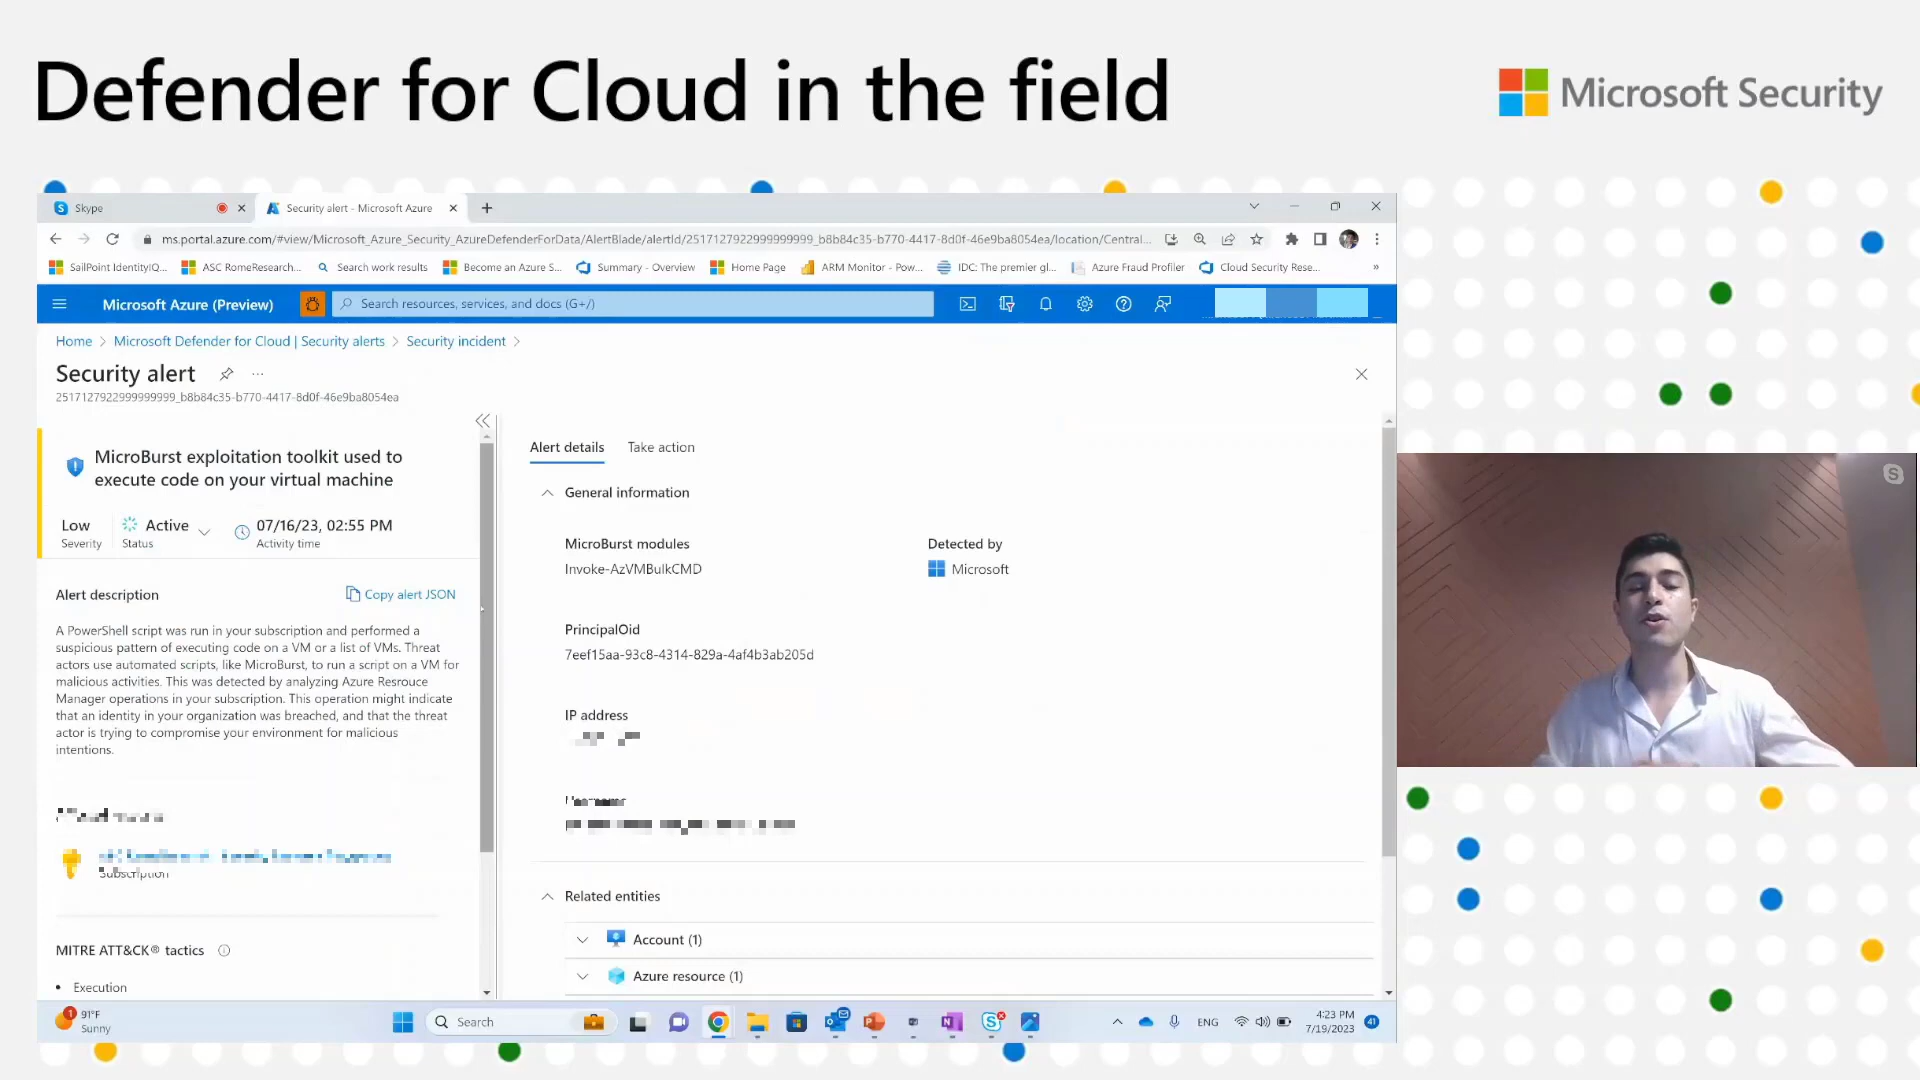 Defender for Cloud in the field
Microsoft Security
Skype
Security alert - Microsoft Azure
ms.portal.azure.com/#view/Microsoft_Azure_Security_AzureDefenderForData/AlertBlade/alertId/2517127922999999999_b8b84c35-b770-4417-8d0f-46e9ba8054ea/location/Central...
SailPoint IdentityIQ...
ASC RomeResearch...
Search work results
Become an Azure S...
Summary - Overview
Home Page
ARM Monitor - Pow...
IDC: The premier gl...
Azure Fraud Profiler
Cloud Security Rese...
»
Microsoft Azure (Preview)
Search resources, services, and docs (G+/)
Home > Microsoft Defender for Cloud | Security alerts > Security incident >
Security alert
...
2517127922999999999_b8b84c35-b770-4417-8d0f-46e9ba8054ea
MicroBurst exploitation toolkit used to
execute code on your virtual machine
Low
Severity
Active
Status
07/16/23, 02:55 PM
Activity time
Alert description
Copy alert JSON
A PowerShell script was run in your subscription and performed a
suspicious pattern of executing code on a VM or a list of VMs. Threat
actors use automated scripts, like MicroBurst, to run a script on a VM for
malicious activities. This was detected by analyzing Azure Resrouce
Manager operations in your subscription. This operation might indicate
that an identity in your organization was breached, and that the threat
actor is trying to compromise your environment for malicious
intentions.
Subscription
MITRE ATT&CK® tactics
• Execution
Alert details
Take action
General information
MicroBurst modules
Invoke-AzVMBulkCMD
Detected by
Microsoft
PrincipalOid
7eef15aa-93c8-4314-829a-4af4b3ab205d
IP address
Related entities
Account (1)
Azure resource (1)
1
91°F
Sunny
Search
ENG
4:23 PM
7/19/2023
41